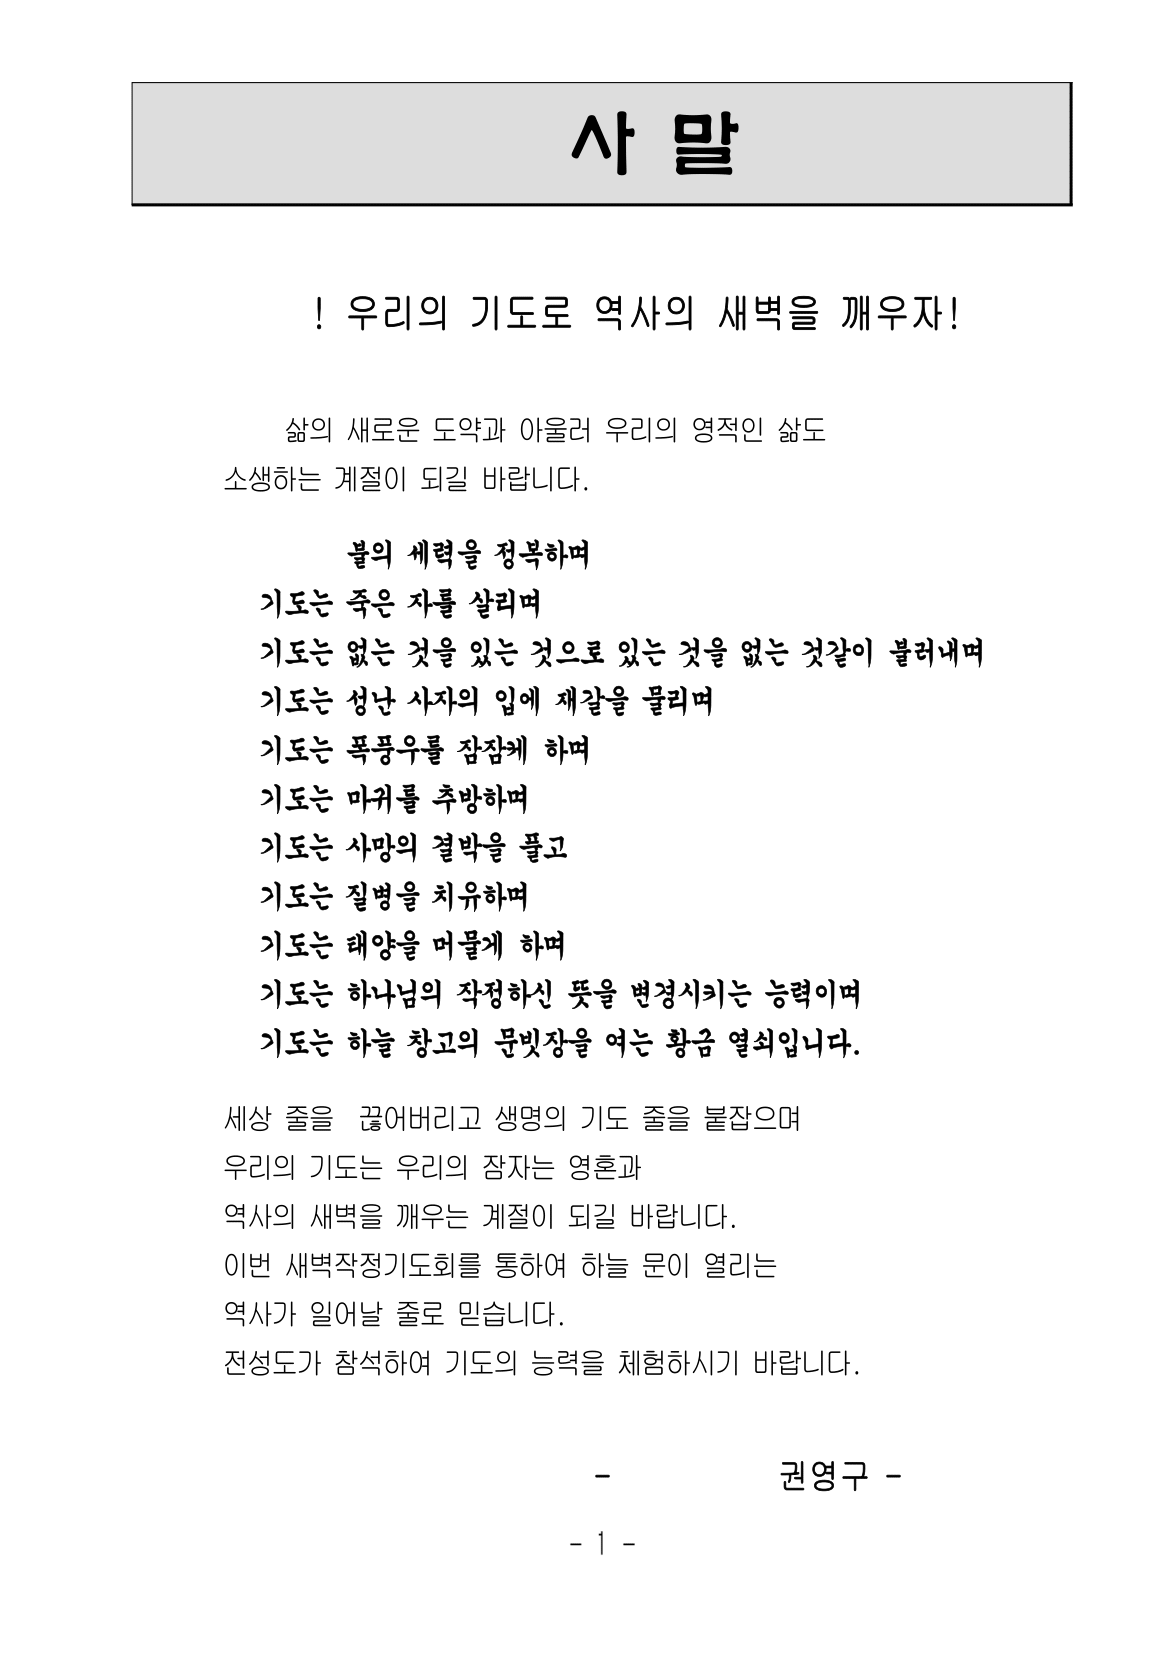 사 말
! 우리의 기도로 역사의 새벽을 깨우자!
삶의 새로운 도약과 아울러 우리의 영적인 삶도
소생하는 계절이 되길 바랍니다.
불의 세력을 정복하며
기도는 죽은 자를 살리며
기도는 없는 것을 있는 것으로 있는 것을 없는 것같이 불러내며
기도는 성난 사자의 입에 재갈을 물리며
기도는 폭풍우를 잠잠케 하며
기도는 마귀를 추방하며
기도는 사망의 결박을 풀고
기도는 질병을 치유하며
기도는 태양을 머물게 하며
기도는 하나님의 작정하신 뜻을 변경시키는 능력이며
기도는 하늘 창고의 문빗장을 여는 황금 열쇠입니다.
세상 줄을 끊어버리고 생명의 기도 줄을 붙잡으며
우리의 기도는 우리의 잠자는 영혼과
역사의 새벽을 깨우는 계절이 되길 바랍니다.
이번 새벽작정기도회를 통하여 하늘 문이 열리는
역사가 일어날 줄로 믿습니다.
전성도가 참석하여 기도의 능력을 체험하시기 바랍니다.
- 권영구 -
- 1 -